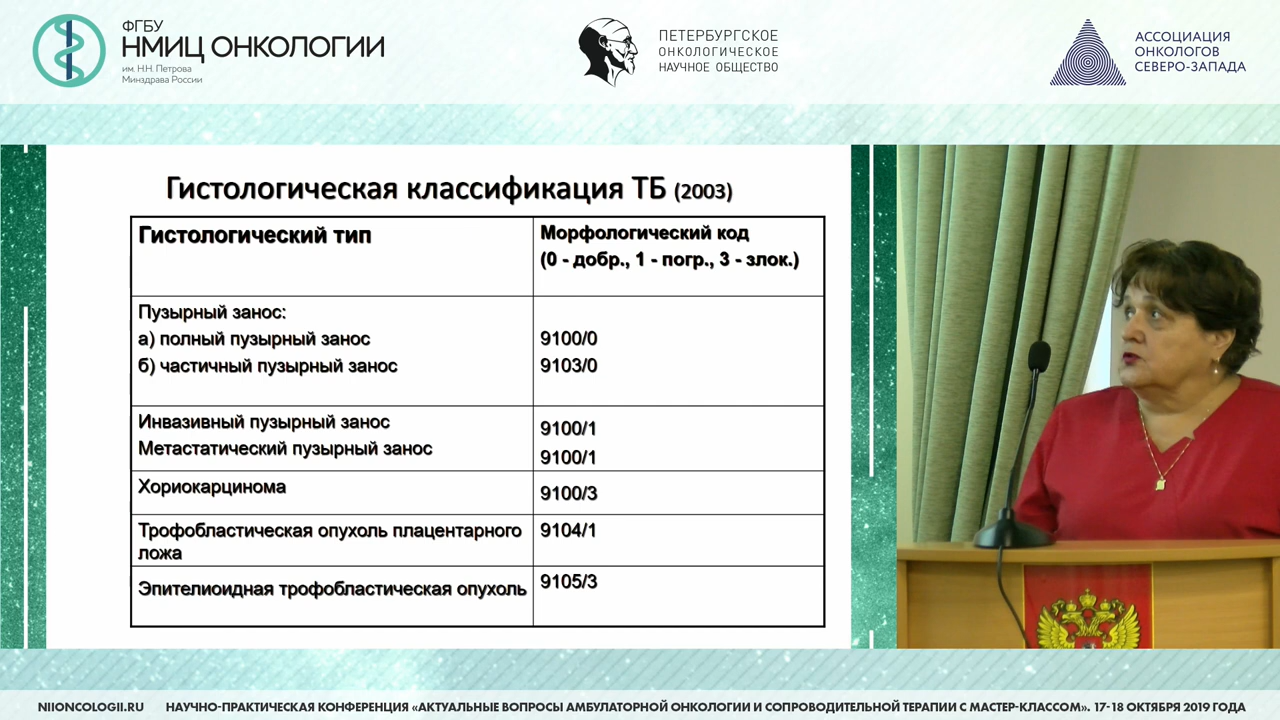 ФГБУ
НМИЦ ОНКОЛОГИИ
им. Н.Н. Петрова
Минздрава России
ПЕТЕРБУРГСКОЕ
ОНКОЛОГИЧЕСКОЕ
НАУЧНОЕ ОБЩЕСТВО
АССОЦИАЦИЯ
ОНКОЛОГОВ
СЕВЕРО-ЗАПАДА
Гистологическая классификация ТБ (2003)
Гистологический тип
Морфологический код
(0 - добр., 1 - погр., 3 - злок.)
Пузырный занос:
а) полный пузырный занос
9100/0
б) частичный пузырный занос
9103/0
Инвазивный пузырный занос
9100/1
Метастатический пузырный занос
9100/1
Хориокарцинома
9100/3
Трофобластическая опухоль плацентарного
ложа
9104/1
Эпителиоидная трофобластическая опухоль
9105/3
NIIONCOLOGII.RU
НАУЧНО-ПРАКТИЧЕСКАЯ КОНФЕРЕНЦИЯ «АКТУАЛЬНЫЕ ВОПРОСЫ АМБУЛАТОРНОЙ ОНКОЛОГИИ И СОПРОВОДИТЕЛЬНОЙ ТЕРАПИИ С МАСТЕР-КЛАССОМ». 17-18 ОКТЯБРЯ 2019 ГОДА